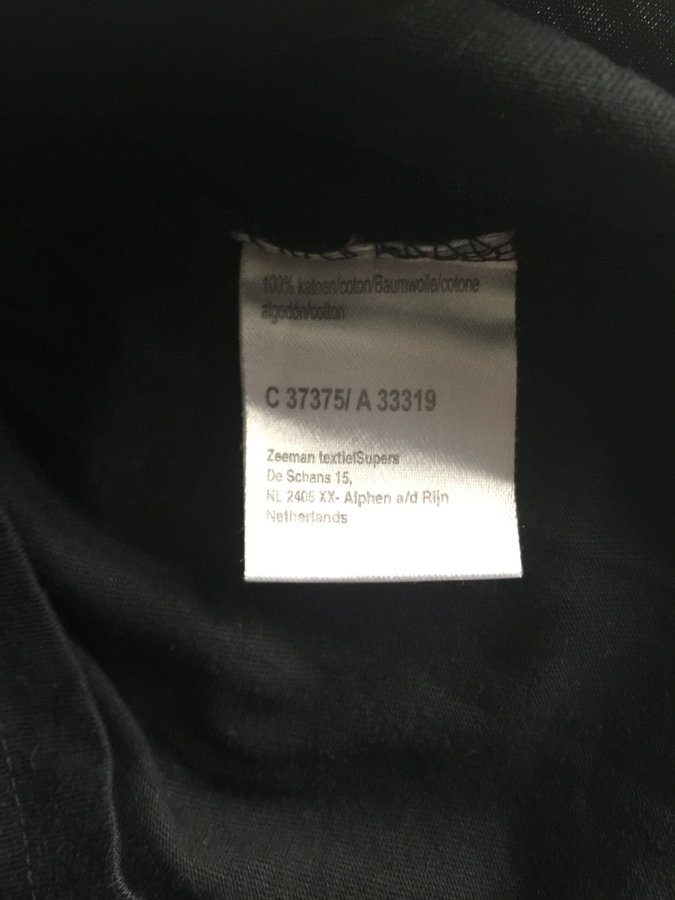 100% katoen/coton/Baumwolle/cotone
algodón/cotton
C 37375/ A 33319
Zeeman textielSupers
De Schans 15,
NL 2405 XX- Alphen a/d Rijn
Netherlands